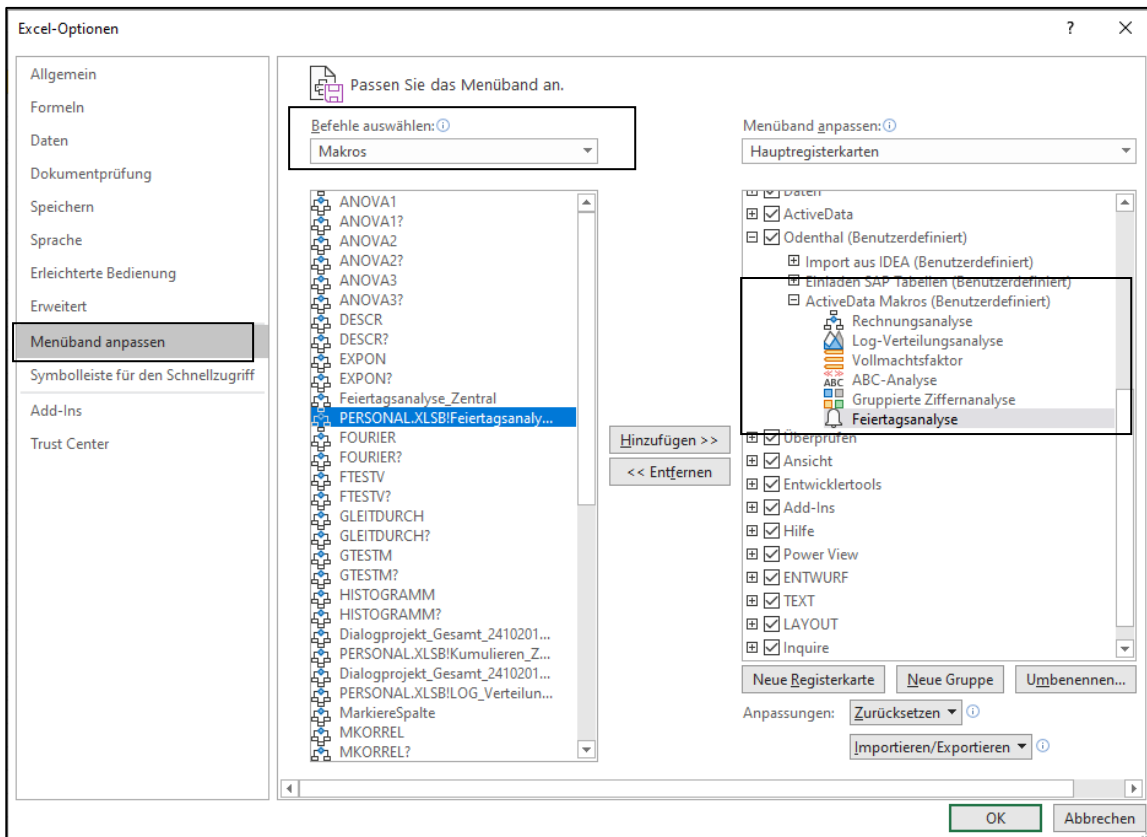 Excel-Optionen
?
Allgemein
Formeln
Daten
Dokumentprüfung
Speichern
Sprache
Erleichterte Bedienung
Erweitert
Menüband anpassen
Symbolleiste für den Schnellzugriff
Add-Ins
Trust Center
Passen Sie das Menüband an.
Befehle auswählen:
Makros
ANOVA1
ANOVA1?
ANOVA2
ANOVA2?
ANOVA3
ANOVA3?
DESCR
DESCR?
EXPON
EXPON?
Feiertagsanalyse_Zentral
PERSONAL.XLSB!Feiertagsanaly...
FOURIER
FOURIER?
FTESTV
FTESTV?
GLEITDURCH
GLEITDURCH?
GTESTM
GTESTM?
HISTOGRAMM
HISTOGRAMM?
Dialogprojekt_Gesamt_2410201...
PERSONAL.XLSB!Kumulieren_Z...
Dialogprojekt_Gesamt_2410201...
PERSONAL.XLSB!LOG_Verteilun...
MarkiereSpalte
MKORREL
MKORREL?
Hinzufügen >>
<< Entfernen
Menüband anpassen:
Hauptregisterkarten
Daten
ActiveData
Odenthal (Benutzerdefiniert)
Import aus IDEA (Benutzerdefiniert)
Einladen SAP Tabellen (Benutzerdefiniert)
ActiveData Makros (Benutzerdefiniert)
Rechnungsanalyse
Log-Verteilungsanalyse
Vollmachtsfaktor
ABC ABC-Analyse
Gruppierte Ziffernanalyse
Feiertagsanalyse
Überprüfen
Ansicht
Entwicklertools
Add-Ins
Hilfe
Power View
ENTWURF
TEXT
LAYOUT
Inquire
Neue Registerkarte Neue Gruppe Umbenennen...
Anpassungen: Zurücksetzen
Importieren/Exportieren
OK Abbrechen